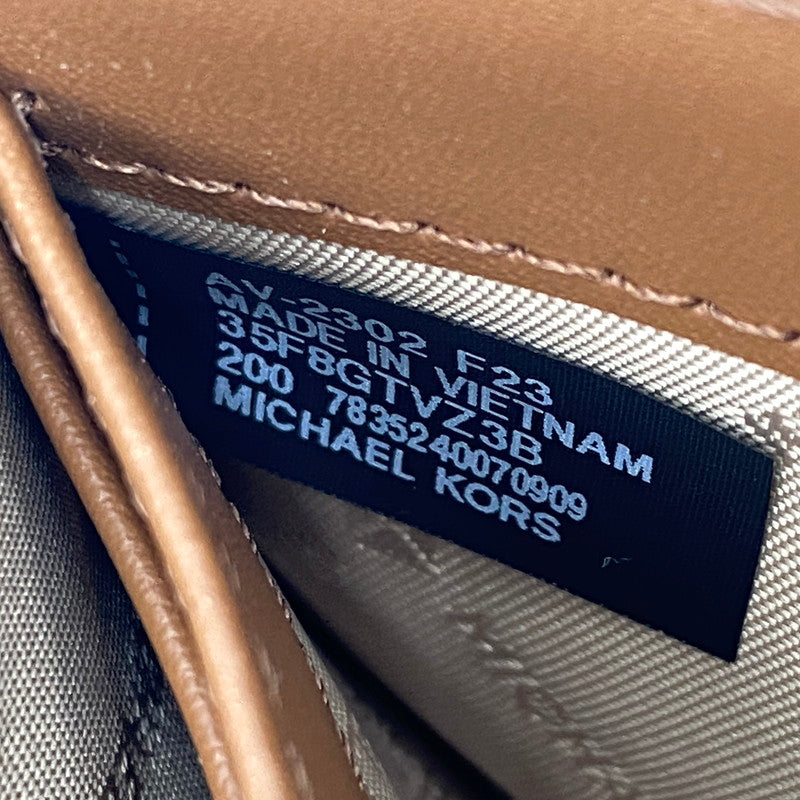 AV-2302 F23
MADE IN VIETNAM
35F8GTVZ3B
200 7835240070909
MICHAEL KORS